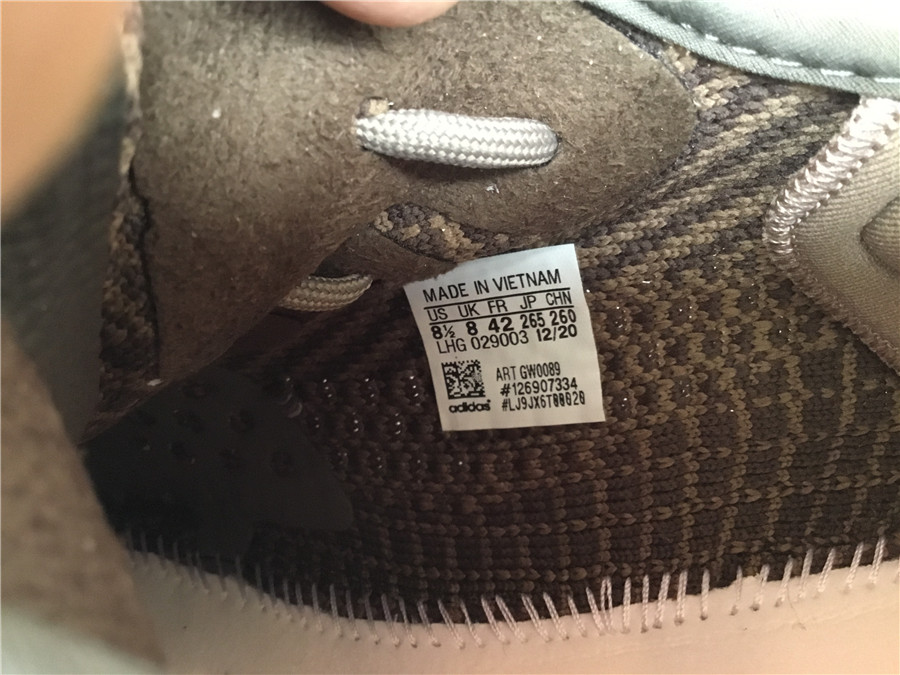 MADE IN VIETNAM
US UK FR JP CHN
8½ 8 42 265 260
LHG 029003 12/20
ART GW0089
#126907334
adidas